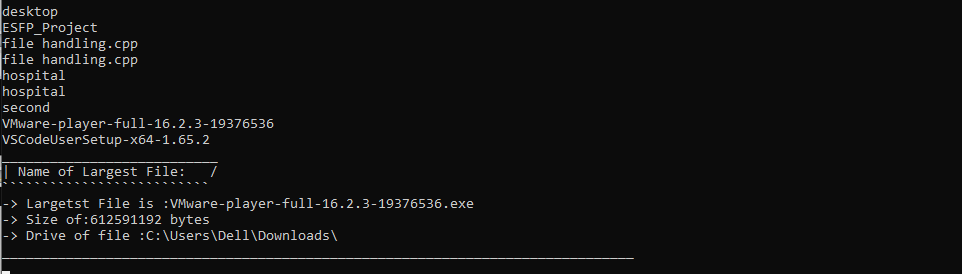 desktop
ESFP_Project
file handling.cpp
file handling.cpp
hospital
hospital
second
VMware-player-full-16.2.3-19376536
VSCodeUserSetup-x64-1.65.2
___________________________
| Name of Largest File:   /
``````````````````````````
-> Largetst File is :VMware-player-full-16.2.3-19376536.exe
-> Size of:612591192 bytes
-> Drive of file :C:\Users\Dell\Downloads\
_______________________________________________________________________________